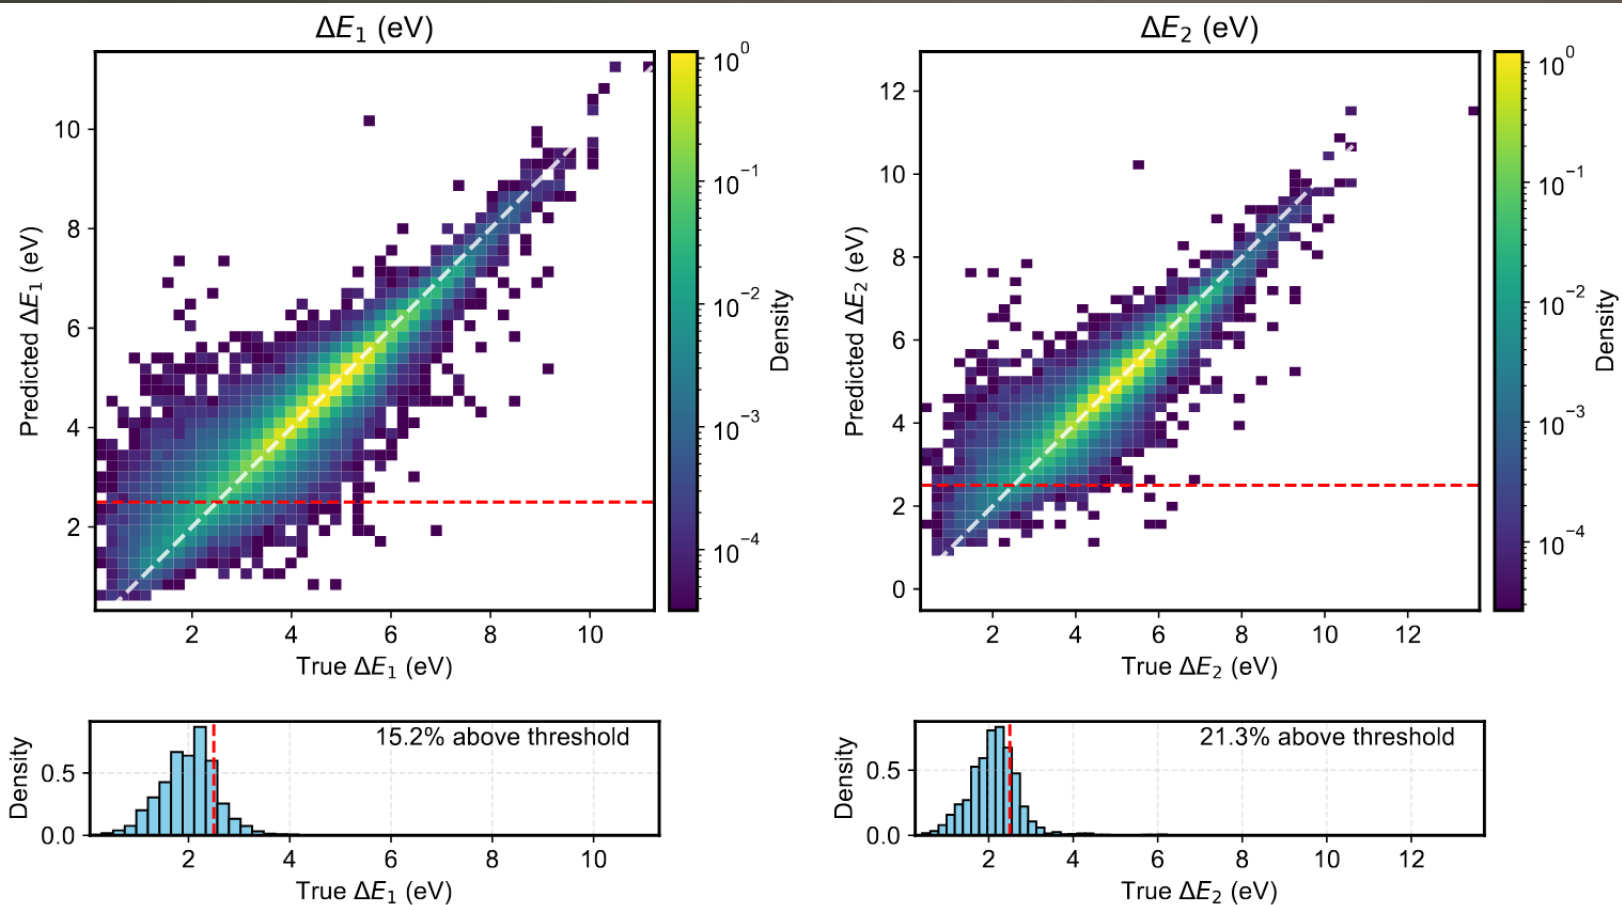 ΔE₁ (eV)
Predicted ΔE₁ (eV)
10
8
6
4
2
2 4 6 8 10
True ΔE₁ (eV)
10⁰
10⁻¹
10⁻²
10⁻³
10⁻⁴
Density
ΔE₂ (eV)
Predicted ΔE₂ (eV)
12
10
8
6
4
2
0
2 4 6 8 10 12
True ΔE₂ (eV)
10⁰
10⁻¹
10⁻²
10⁻³
10⁻⁴
Density
15.2% above threshold
Density
0.5
0.0
2 4 6 8 10
True ΔE₁ (eV)
21.3% above threshold
Density
0.5
0.0
2 4 6 8 10 12
True ΔE₂ (eV)